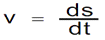 v = ds/dt